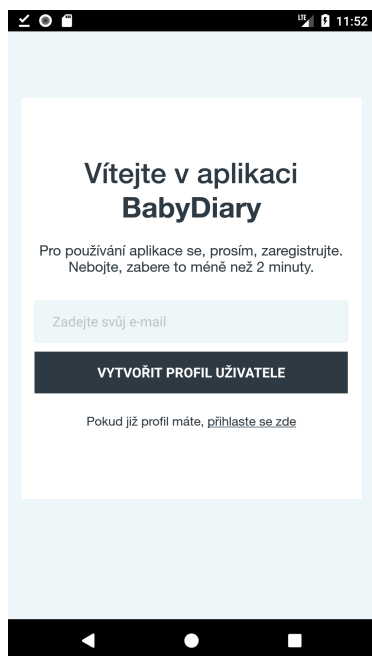 LTE 11:52
Vítejte v aplikaci
BabyDiary
Pro používání aplikace se, prosím, zaregistrujte.
Nebojte, zabere to méně než 2 minuty.
Zadejte svůj e-mail
VYTVOŘIT PROFIL UŽIVATELE
Pokud již profil máte, přihlaste se zde